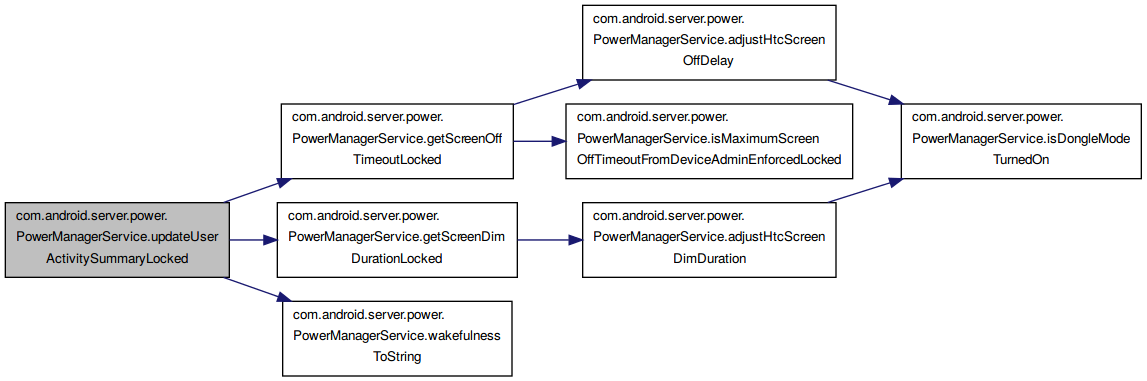 com.android.server.power.
PowerManagerService.updateUser
ActivitySummaryLocked
com.android.server.power.
PowerManagerService.getScreenOff
TimeoutLocked
com.android.server.power.
PowerManagerService.adjustHtcScreen
OffDelay
com.android.server.power.
PowerManagerService.isMaximumScreen
OffTimeoutFromDeviceAdminEnforcedLocked
com.android.server.power.
PowerManagerService.isDongleMode
TurnedOn
com.android.server.power.
PowerManagerService.getScreenDim
DurationLocked
com.android.server.power.
PowerManagerService.adjustHtcScreen
DimDuration
com.android.server.power.
PowerManagerService.wakefulness
ToString